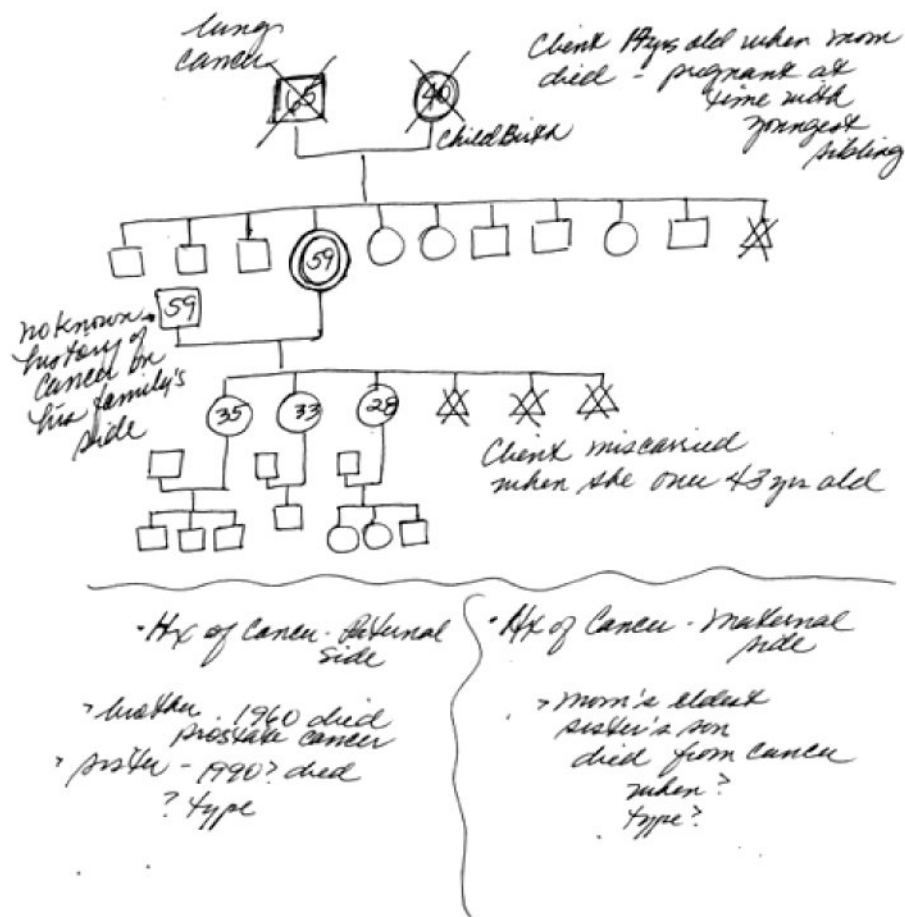 lung
cancer
Client 14yrs old when mom
died - pregnant at
time with
youngest
sibling
65
40
ChildBirth
59
59
no known
history of
cancer on
his family's
side
35
33
28
Client miscarried
when she was 43 yrs old
• Hx of Cancer - Paternal
side
> brother 1960 died
prostate cancer
> sister - 1990? died
? type
• Hx of Cancer - Maternal
side
> mom's eldest
sister's son
died from cancer
when?
type?